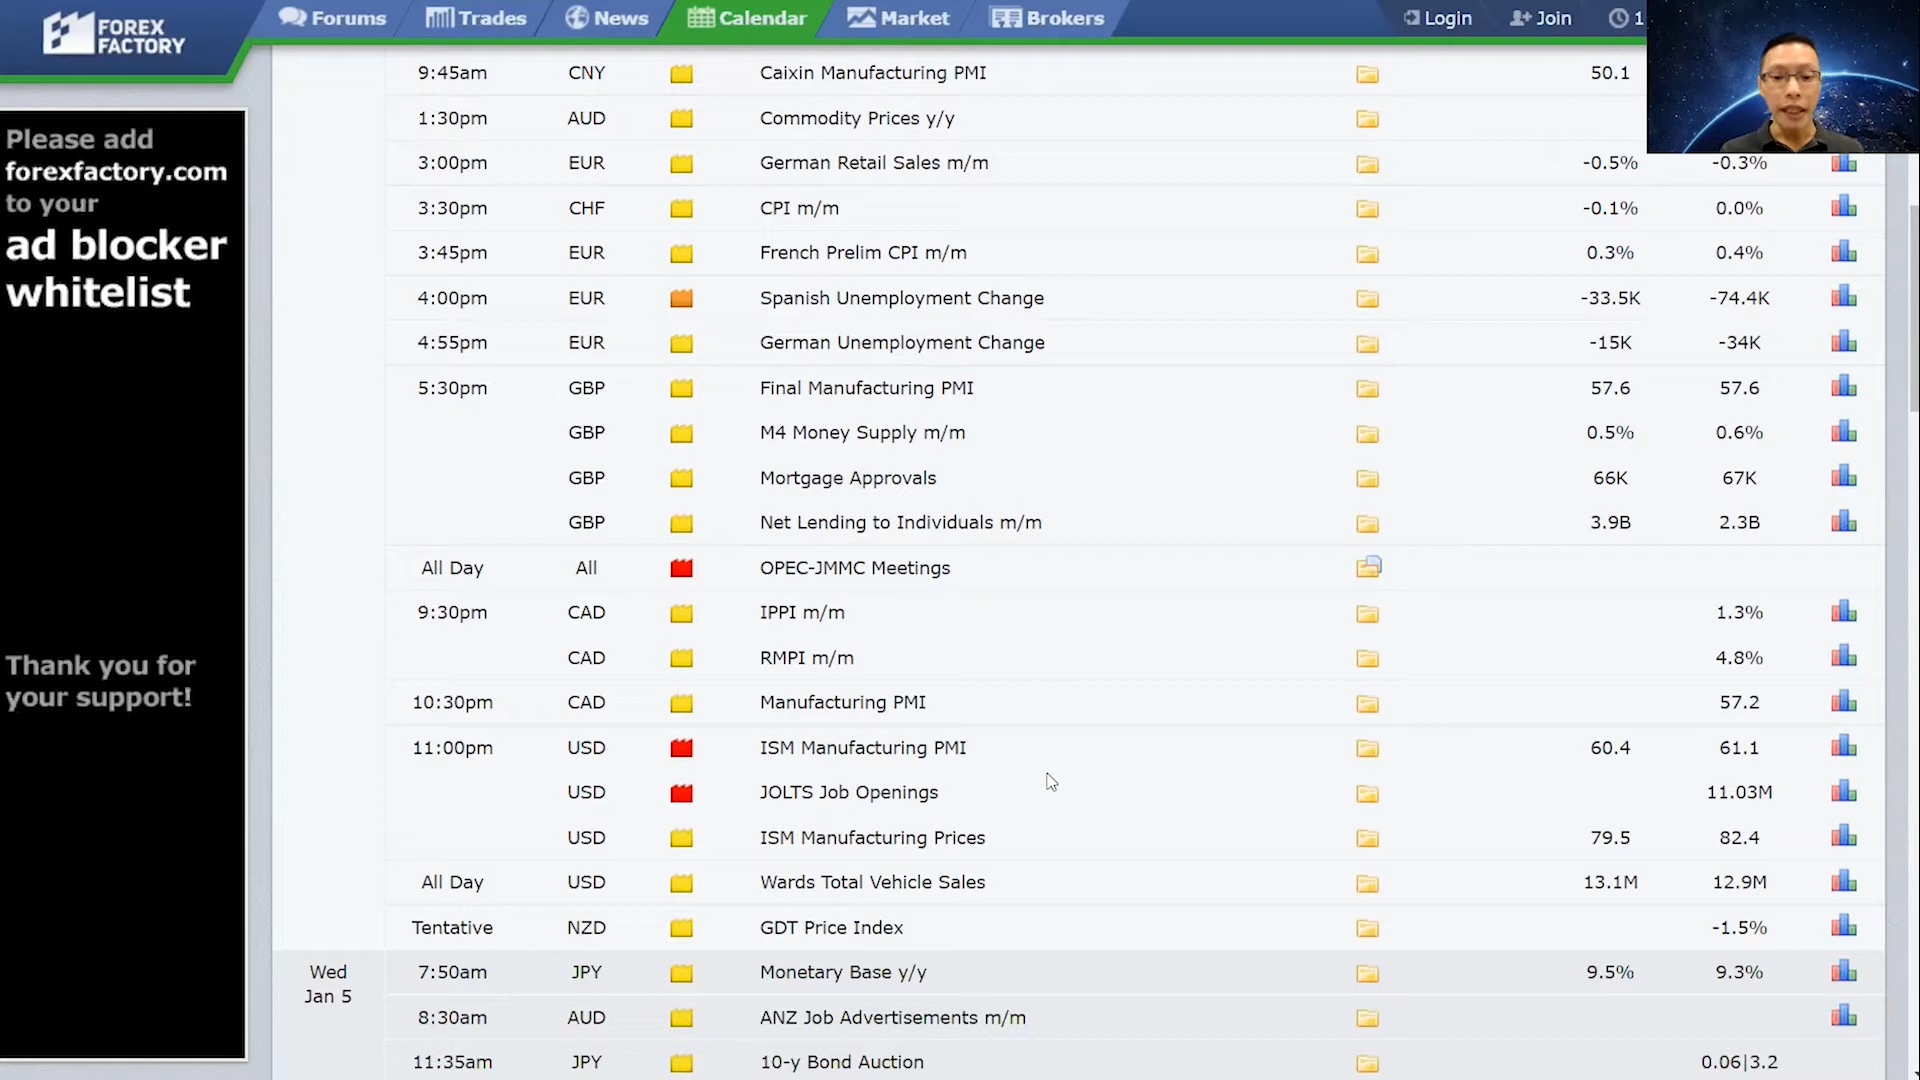 FOREX
FACTORY
Forums
Trades
News
Calendar
Market
Brokers
Login
Join
1
Please add
forexfactory.com
to your
ad blocker
whitelist
Thank you for
your support!
9:45am CNY Caixin Manufacturing PMI 50.1
1:30pm AUD Commodity Prices y/y
3:00pm EUR German Retail Sales m/m -0.5% -0.3%
3:30pm CHF CPI m/m -0.1% 0.0%
3:45pm EUR French Prelim CPI m/m 0.3% 0.4%
4:00pm EUR Spanish Unemployment Change -33.5K -74.4K
4:55pm EUR German Unemployment Change -15K -34K
5:30pm GBP Final Manufacturing PMI 57.6 57.6
GBP M4 Money Supply m/m 0.5% 0.6%
GBP Mortgage Approvals 66K 67K
GBP Net Lending to Individuals m/m 3.9B 2.3B
All Day All OPEC-JMMC Meetings
9:30pm CAD IPPI m/m 1.3%
CAD RMPI m/m 4.8%
10:30pm CAD Manufacturing PMI 57.2
11:00pm USD ISM Manufacturing PMI 60.4 61.1
USD JOLTS Job Openings 11.03M
USD ISM Manufacturing Prices 79.5 82.4
All Day USD Wards Total Vehicle Sales 13.1M 12.9M
Tentative NZD GDT Price Index -1.5%
Wed
Jan 5
7:50am JPY Monetary Base y/y 9.5% 9.3%
8:30am AUD ANZ Job Advertisements m/m
11:35am JPY 10-y Bond Auction 0.06|3.2